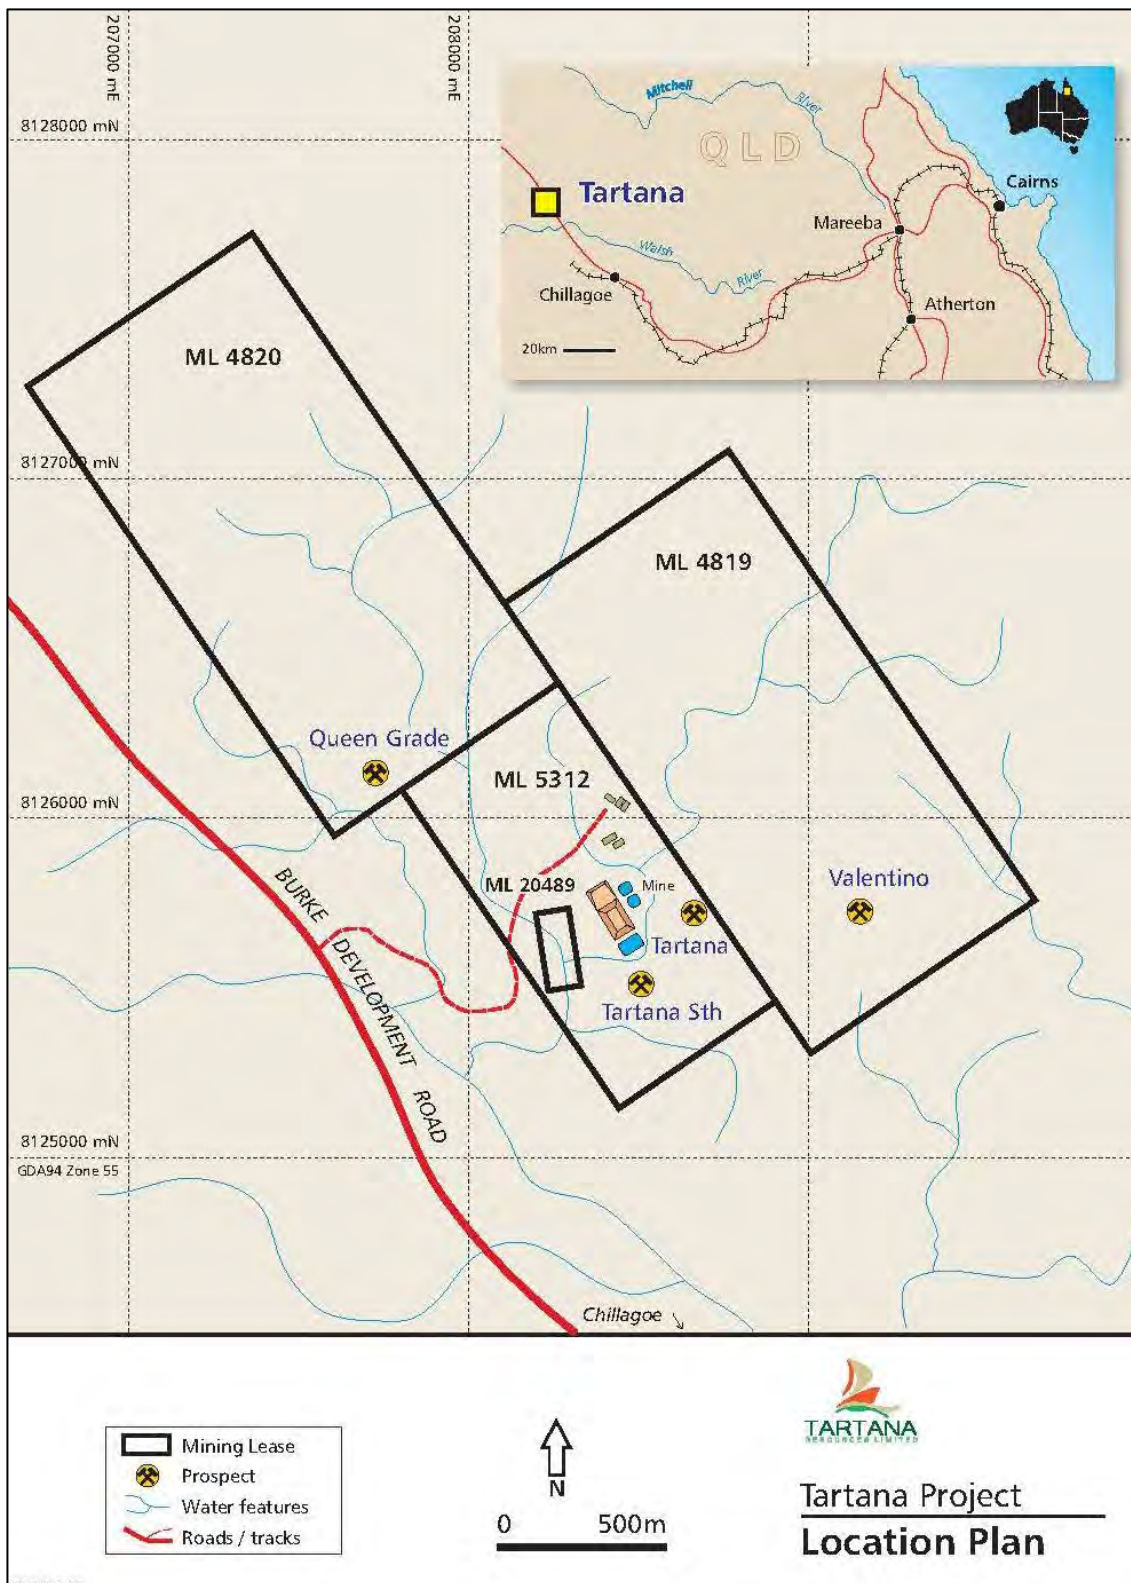 207000 mE
208000 mE
8128000 mN
Mitchell
River
QLD
Tartana
Cairns
Mareeba
Walsh
River
Chillagoe
Atherton
20km
ML 4820
8127000 mN
ML 4819
Queen Grade
ML 5312
8126000 mN
ML 20489
Mine
Valentino
Tartana
Tartana Sth
BURKE DEVELOPMENT ROAD
8125000 mN
GDA94 Zone 55
Chillagoe
Mining Lease
Prospect
Water features
Roads / tracks
N
0 500m
TARTANA
RESOURCES LIMITED
Tartana Project
Location Plan